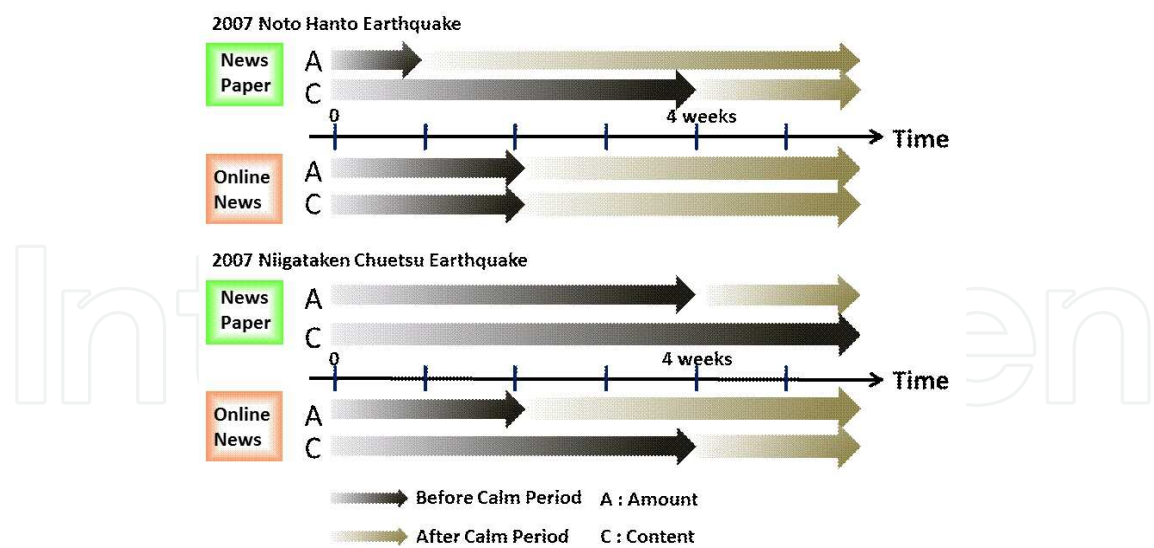 2007 Noto Hanto Earthquake
News
Paper
A
C
0
4 weeks
Time
Online
News
A
C
2007 Niigataken Chuetsu Earthquake
News
Paper
A
C
0
4 weeks
Time
Online
News
A
C
Before Calm Period
A : Amount
After Calm Period
C : Content